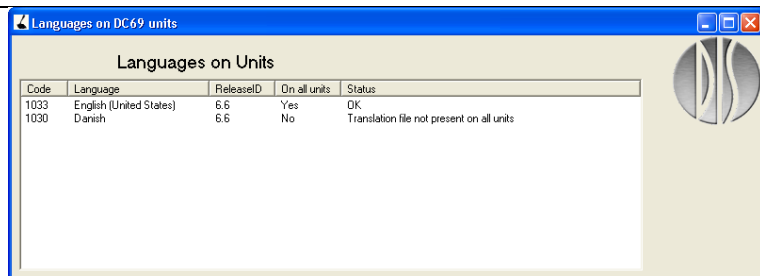 Languages on DC69 units
Languages on Units
Code Language ReleaseID On all units Status
1033 English (United States) 6.6 Yes OK
1030 Danish 6.6 No Translation file not present on all units
DIS